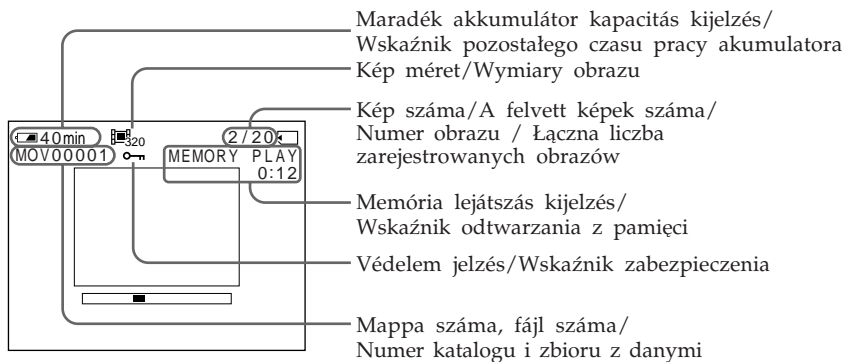 Maradék akkumulátor kapacitás kijelzés/
Wskaźnik pozostałego czasu pracy akumulatora
Kép méret/Wymiary obrazu
Kép száma/A felvett képek száma/
Numer obrazu / Łączna liczba
zarejestrowanych obrazów
40min 320 2/20
MOV00001 MEMORY PLAY
0:12
Memória lejátszás kijelzés/
Wskaźnik odtwarzania z pamięci
Védelem jelzés/Wskaźnik zabezpieczenia
Mappa száma, fájl száma/
Numer katalogu i zbioru z danymi